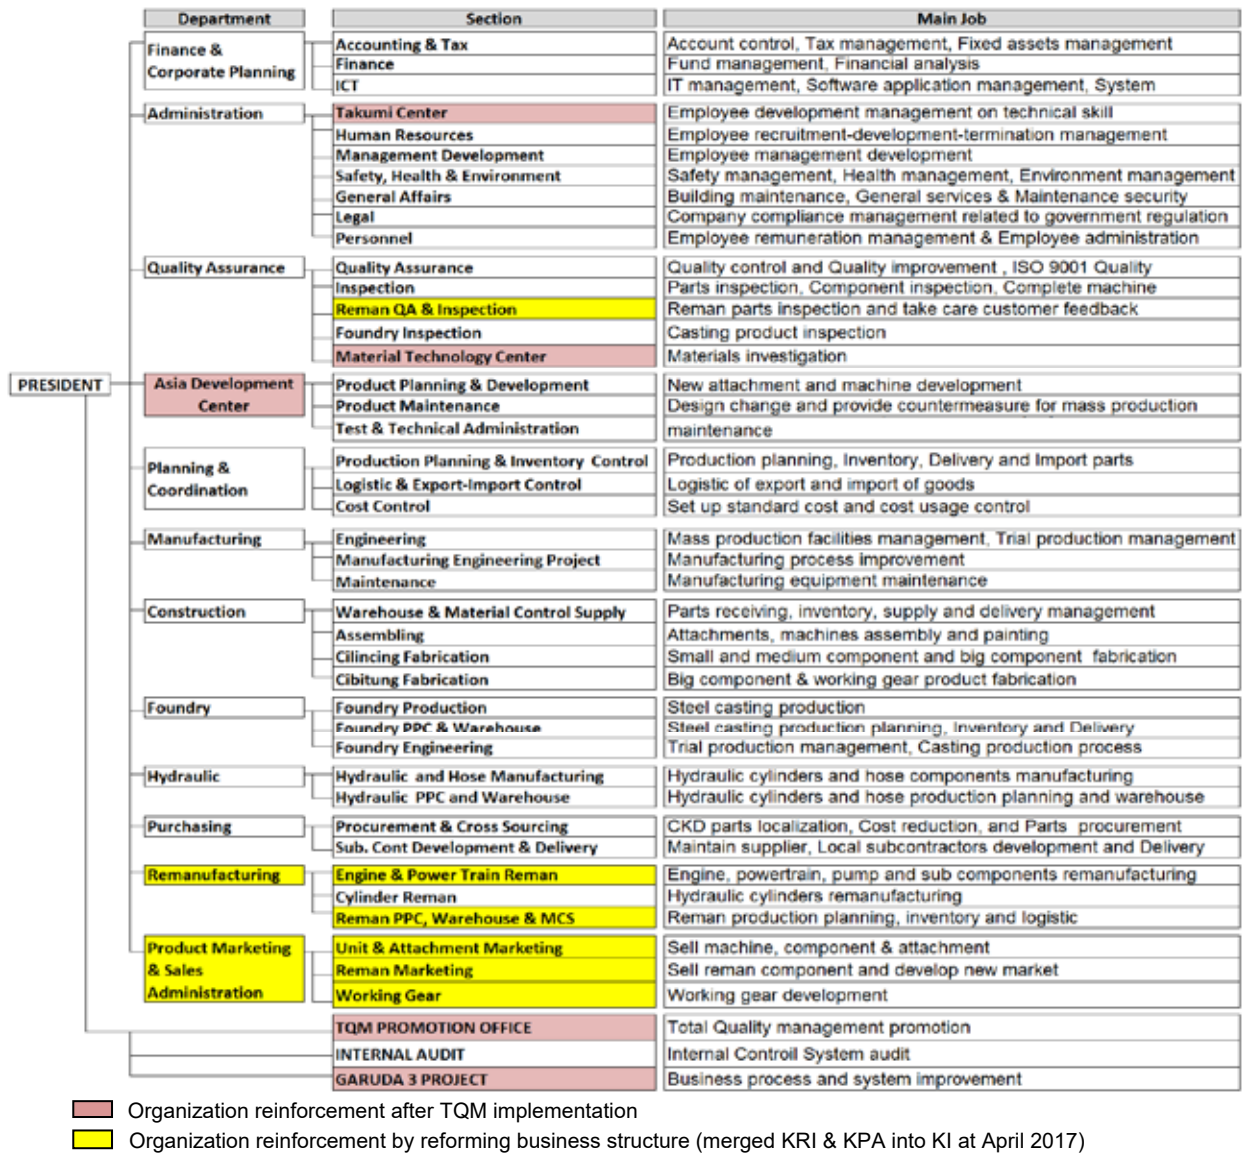 Department Section Main Job
Finance & Corporate Planning
Accounting & Tax Account control, Tax management, Fixed assets management
Finance Fund management, Financial analysis
ICT IT management, Software application management, System
Administration
Takumi Center Employee development management on technical skill
Human Resources Employee recruitment-development-termination management
Management Development Employee management development
Safety, Health & Environment Safety management, Health management, Environment management
General Affairs Building maintenance, General services & Maintenance security
Legal Company compliance management related to government regulation
Personnel Employee remuneration management & Employee administration
Quality Assurance
Quality Assurance Quality control and Quality improvement , ISO 9001 Quality
Inspection Parts inspection, Component inspection, Complete machine
Reman QA & Inspection Reman parts inspection and take care customer feedback
Foundry Inspection Casting product inspection
Material Technology Center Materials investigation
PRESIDENT
Asia Development Center
Product Planning & Development New attachment and machine development
Product Maintenance Design change and provide countermeasure for mass production
Test & Technical Administration maintenance
Planning & Coordination
Production Planning & Inventory Control Production planning, Inventory, Delivery and Import parts
Logistic & Export-Import Control Logistic of export and import of goods
Cost Control Set up standard cost and cost usage control
Manufacturing
Engineering Mass production facilities management, Trial production management
Manufacturing Engineering Project Manufacturing process improvement
Maintenance Manufacturing equipment maintenance
Construction
Warehouse & Material Control Supply Parts receiving, inventory, supply and delivery management
Assembling Attachments, machines assembly and painting
Cilincing Fabrication Small and medium component and big component fabrication
Cibitung Fabrication Big component & working gear product fabrication
Foundry
Foundry Production Steel casting production
Foundry PPC & Warehouse Steel casting production planning, Inventory and Delivery
Foundry Engineering Trial production management, Casting production process
Hydraulic
Hydraulic and Hose Manufacturing Hydraulic cylinders and hose components manufacturing
Hydraulic PPC and Warehouse Hydraulic cylinders and hose production planning and warehouse
Purchasing
Procurement & Cross Sourcing CKD parts localization, Cost reduction, and Parts procurement
Sub. Cont Development & Delivery Maintain supplier, Local subcontractors development and Delivery
Remanufacturing
Engine & Power Train Reman Engine, powertrain, pump and sub components remanufacturing
Cylinder Reman Hydraulic cylinders remanufacturing
Reman PPC, Warehouse & MCS Reman production planning, inventory and logistic
Product Marketing & Sales Administration
Unit & Attachment Marketing Sell machine, component & attachment
Reman Marketing Sell reman component and develop new market
Working Gear Working gear development
TQM PROMOTION OFFICE Total Quality management promotion
INTERNAL AUDIT Internal Controil System audit
GARUDA 3 PROJECT Business process and system improvement
Organization reinforcement after TQM implementation
Organization reinforcement by reforming business structure (merged KRI & KPA into KI at April 2017)